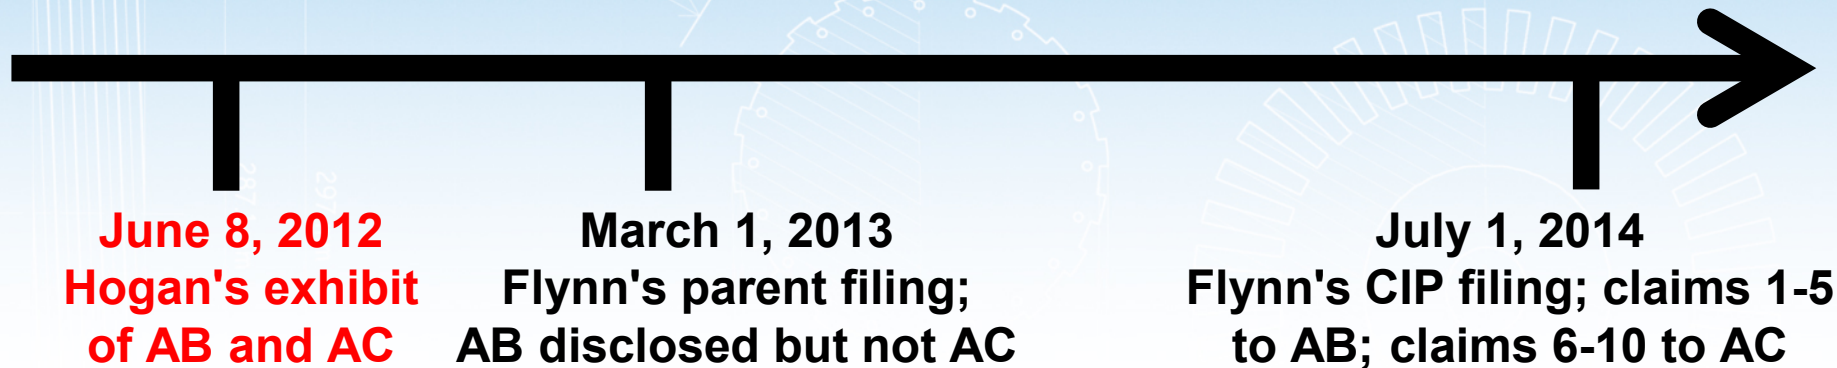 June 8, 2012
Hogan's exhibit
of AB and AC
March 1, 2013
Flynn's parent filing;
AB disclosed but not AC
July 1, 2014
Flynn's CIP filing; claims 1-5
to AB; claims 6-10 to AC